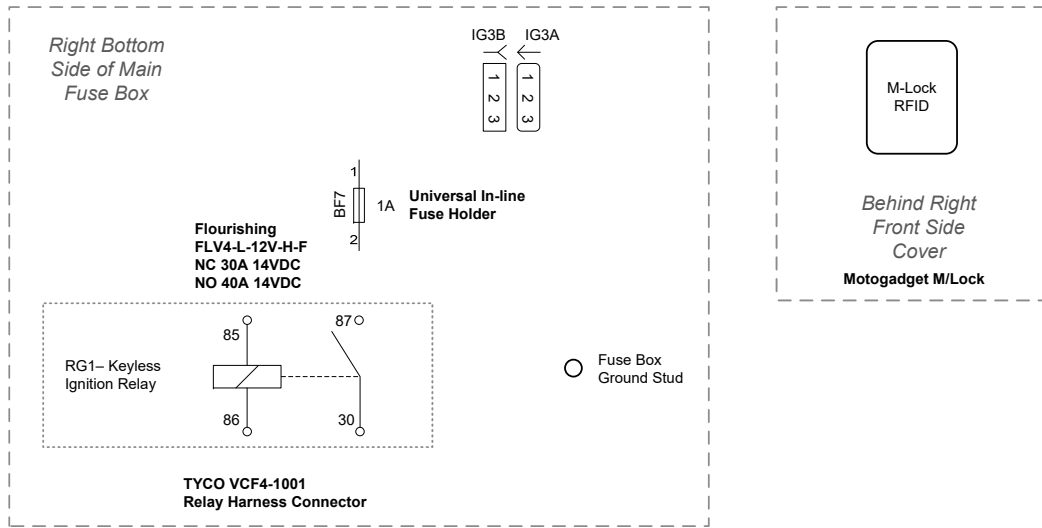 Right Bottom
Side of Main
Fuse Box
IG3B IG3A
1 1
2 2
3 3
M-Lock
RFID
Behind Right
Front Side
Cover
Motogadget M/Lock
1
BF7
1A
2
Universal In-line
Fuse Holder
Flourishing
FLV4-L-12V-H-F
NC 30A 14VDC
NO 40A 14VDC
RG1– Keyless
Ignition Relay
85
86
87
30
Fuse Box
Ground Stud
TYCO VCF4-1001
Relay Harness Connector